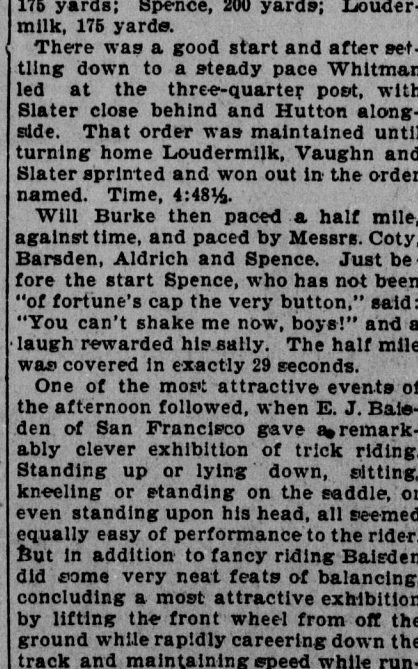 175 yards; Spence, 200 yards; Louder-
milk, 175 yards.
There was a good start and after set-
tling down to a steady pace Whitman
led at the three-quarter post, with
Slater close behind and Hutton along-
side. That order was maintained until
turning home Loudermilk, Vaughn and
Slater sprinted and won out in the order
named. Time, 4:48⅕.
Will Burke then paced a half mile,
against time, and paced by Messrs. Coty,
Barsden, Aldrich and Spence. Just be-
fore the start Spence, who has not been
"of fortune's cap the very button," said:
"You can't shake me now, boys!" and a
laugh rewarded his sally. The half mile
was covered in exactly 29 seconds.
One of the most attractive events of
the afternoon followed, when E. J. Bais-
den of San Francisco gave a remark-
ably clever exhibition of trick riding.
Standing up or lying down, sitting,
kneeling or standing on the saddle, or
even standing upon his head, all seemed
equally easy of performance to the rider.
But in addition to fancy riding Baisden
did some very neat feats of balancing,
concluding a most attractive exhibition
by lifting the front wheel from off the
ground while rapidly careering down the
track and maintaining speed while run-